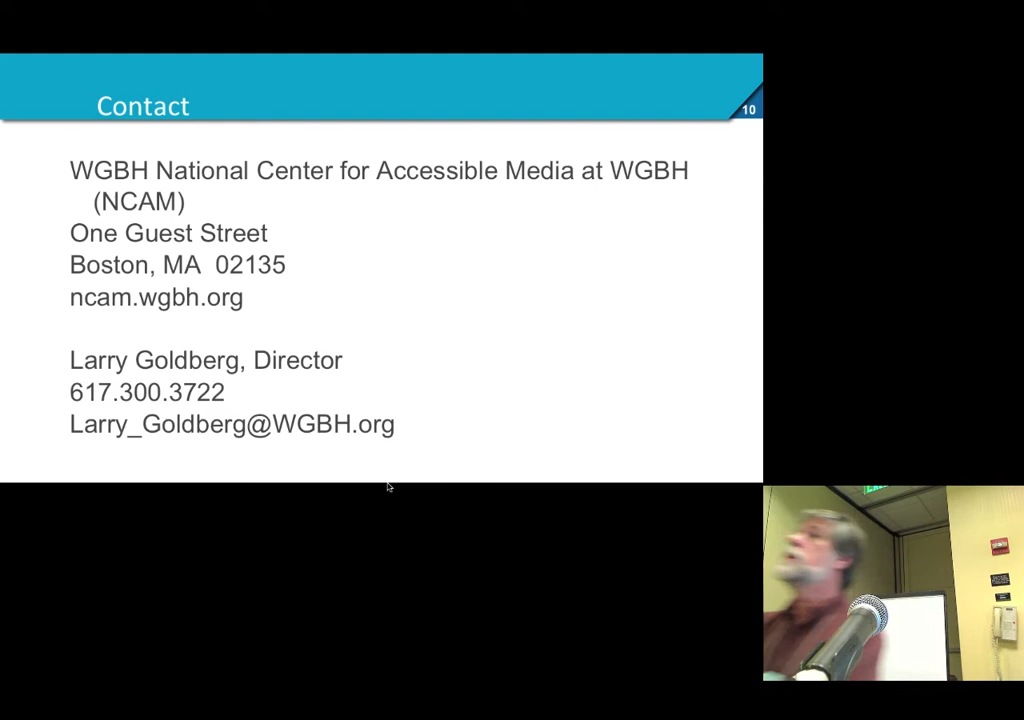 Contact
10
WGBH National Center for Accessible Media at WGBH
(NCAM)
One Guest Street
Boston, MA 02135
ncam.wgbh.org
Larry Goldberg, Director
617.300.3722
Larry_Goldberg@WGBH.org